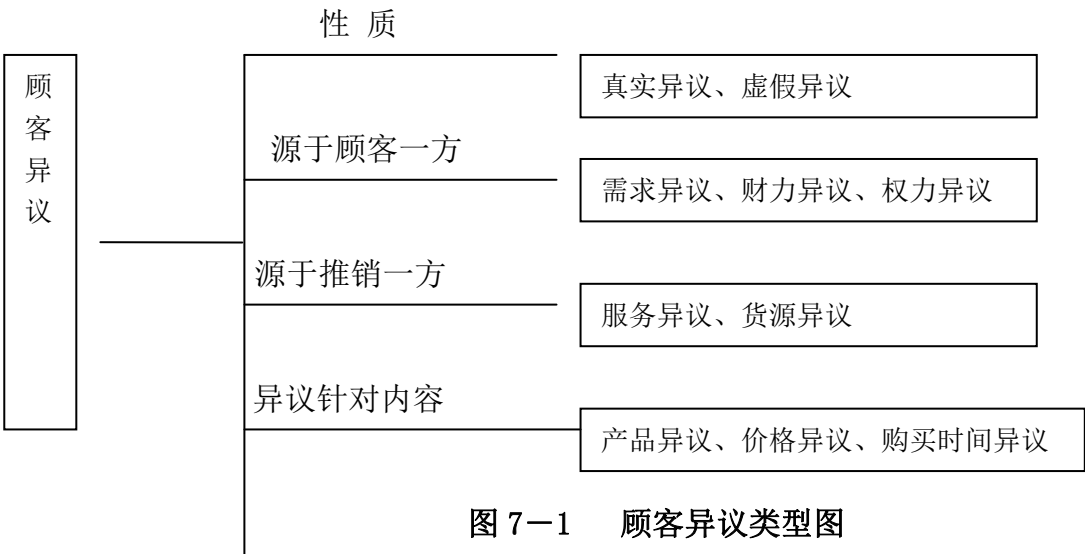 性 质
顾客异议
真实异议、虚假异议
源于顾客一方
需求异议、财力异议、权力异议
源于推销一方
服务异议、货源异议
异议针对内容
产品异议、价格异议、购买时间异议
图 7－1 顾客异议类型图